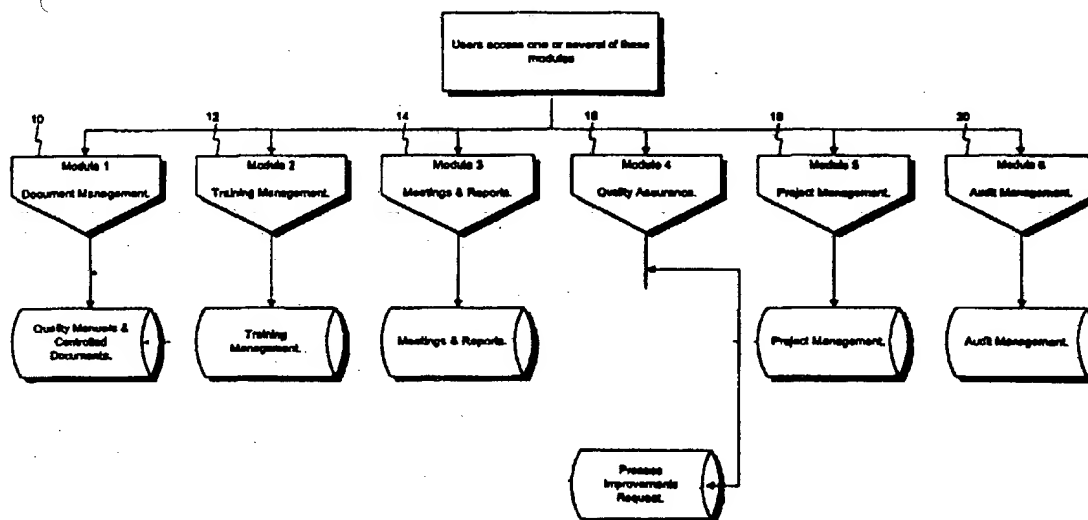 Users access one or several of these
modules
10
12
14
16
18
20
Module 1
Document Management.
Module 2
Training Management.
Module 3
Meetings & Reports.
Module 4
Quality Assurance.
Module 5
Project Management.
Module 6
Audit Management.
Quality Manuals &
Controlled
Documents.
Training
Management.
Meetings & Reports.
Project Management.
Audit Management.
Process
Improvements
Request.